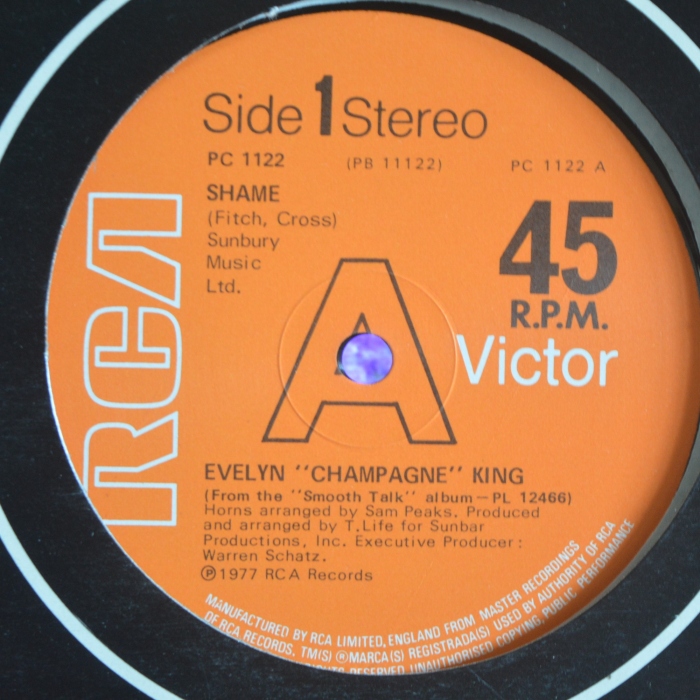 Side 1 Stereo
PC 1122 (PB 11122) PC 1122 A
SHAME
(Fitch, Cross)
Sunbury
Music
Ltd.
45
R.P.M.
A
RCA
Victor
EVELYN "CHAMPAGNE" KING
(From the "Smooth Talk" album — PL 12466)
Horns arranged by Sam Peaks. Produced
and arranged by T.Life for Sunbar
Productions, Inc. Executive Producer:
Warren Schatz.
Ⓟ1977 RCA Records
MANUFACTURED BY RCA LIMITED, ENGLAND FROM MASTER RECORDINGS
OF RCA RECORDS. TM(S) ® MARCA(S) REGISTRADA(S) USED BY AUTHORITY OF RCA
RIGHTS RESERVED UNAUTHORISED COPYING, PUBLIC PERFORMANCE